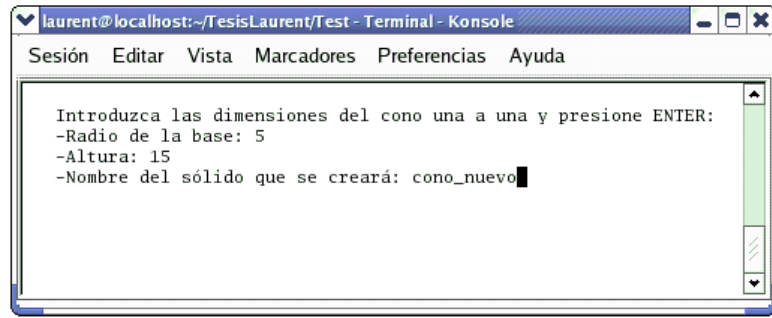 laurent@localhost:~/TesisLaurent/Test - Terminal - Konsole
Sesión Editar Vista Marcadores Preferencias Ayuda
Introduzca las dimensiones del cono una a una y presione ENTER:
-Radio de la base: 5
-Altura: 15
-Nombre del sólido que se creará: cono_nuevo